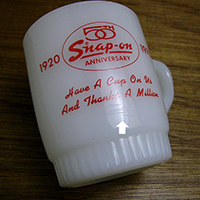 1920
Snap-on
ANNIVERSARY
Have A Cup On Us
And Thanks A Million